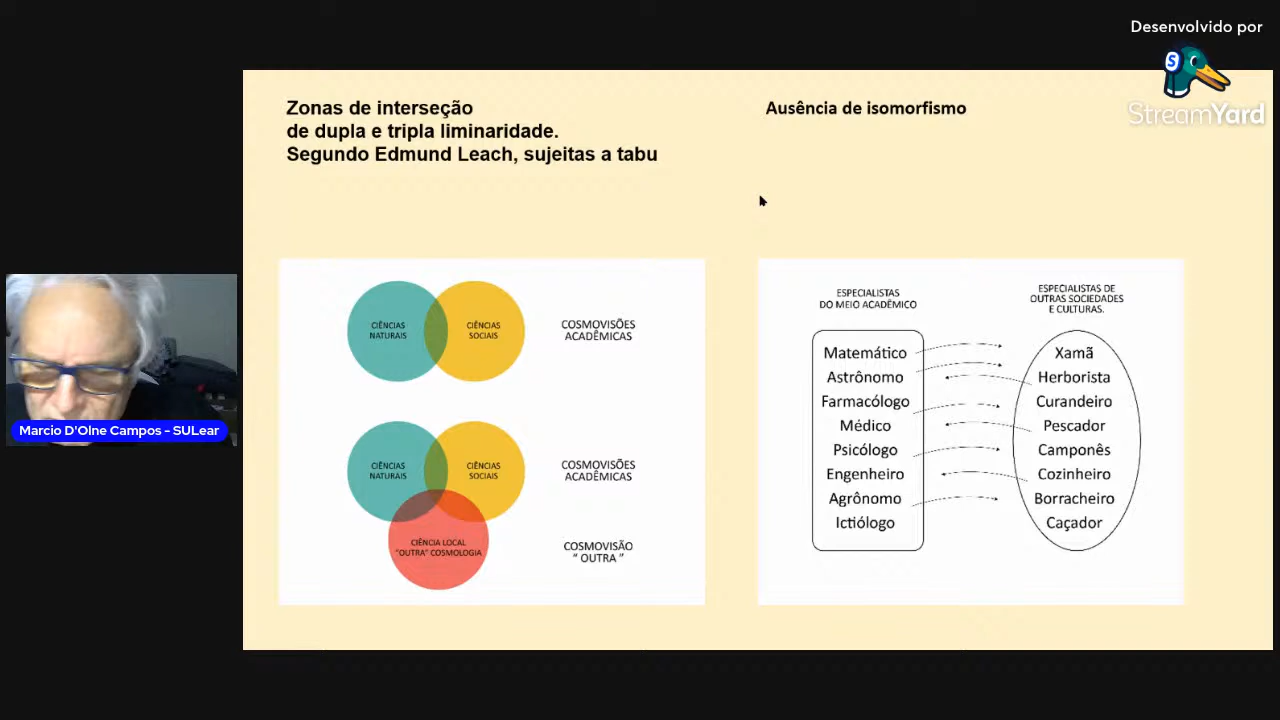 Desenvolvido por
StreamYard
Zonas de interseção
de dupla e tripla liminaridade.
Segundo Edmund Leach, sujeitas a tabu
Ausência de isomorfismo
CIÊNCIAS
NATURAIS
CIÊNCIAS
SOCIAIS
COSMOVISÕES
ACADÊMICAS
CIÊNCIAS
NATURAIS
CIÊNCIAS
SOCIAIS
COSMOVISÕES
ACADÊMICAS
CIÊNCIA LOCAL
"OUTRA" COSMOLOGIA
COSMOVISÃO
" OUTRA "
ESPECIALISTAS
DO MEIO ACADÊMICO
Matemático
Astrônomo
Farmacólogo
Médico
Psicólogo
Engenheiro
Agrônomo
Ictiólogo
ESPECIALISTAS DE
OUTRAS SOCIEDADES
E CULTURAS.
Xamã
Herborista
Curandeiro
Pescador
Camponês
Cozinheiro
Borracheiro
Caçador
Marcio D'Olne Campos - SULear